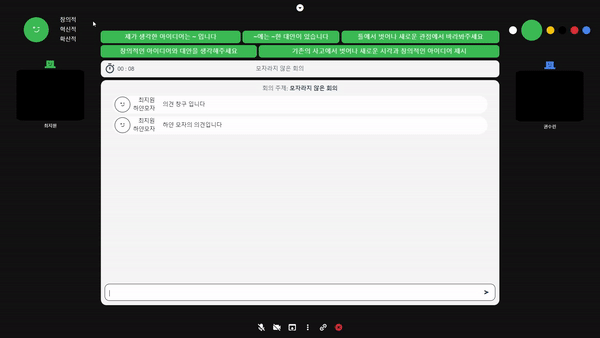 창의적
혁신적
확산적
제가 생각한 아이디어는 ~ 입니다
~에는 ~한 대안이 있습니다
틀에서 벗어나 새로운 관점에서 바라봐주세요
창의적인 아이디어와 대안을 생각해주세요
기존의 사고에서 벗어나 새로운 시각과 창의적인 아이디어 제시
00 : 08
모자라지 않은 회의
회의 주제: 모자라지 않은 회의
최지원
하얀모자
의견 창구 입니다
최지원
하얀모자
하얀 모자의 의견입니다
최지원
권수린